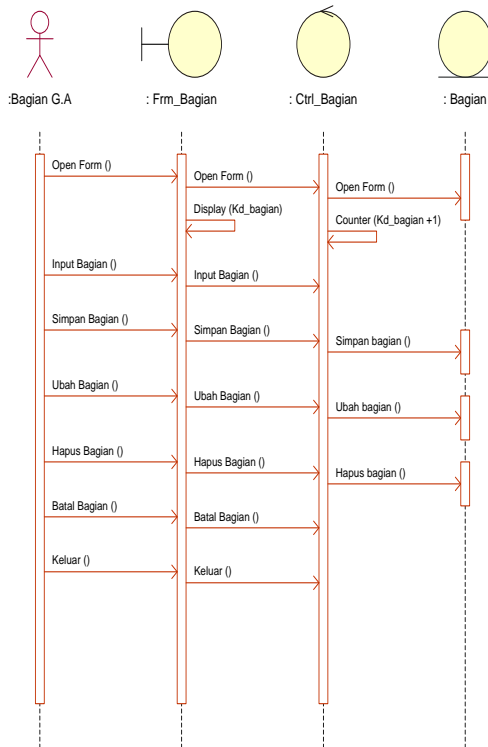 :Bagian G.A
: Frm_Bagian
: Ctrl_Bagian
: Bagian
Open Form ()
Open Form ()
Open Form ()
Display (Kd_bagian)
Counter (Kd_bagian +1)
Input Bagian ()
Input Bagian ()
Simpan Bagian ()
Simpan Bagian ()
Simpan bagian ()
Ubah Bagian ()
Ubah Bagian ()
Ubah bagian ()
Hapus Bagian ()
Hapus Bagian ()
Hapus bagian ()
Batal Bagian ()
Batal Bagian ()
Keluar ()
Keluar ()